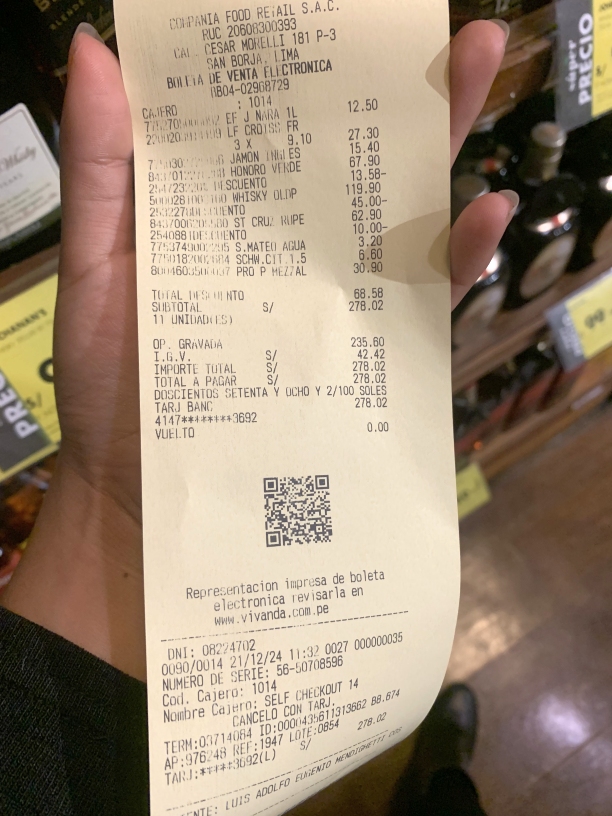 COMPANIA FOOD RETAIL S.A.C.
RUC 20608300393
CAL. CESAR MORELLI 181 P-3
SAN BORJA, LIMA
BOLETA DE VENTA ELECTRONICA
BB04-02968729
CAJERO : 1014
EF J NARA 1L 12.50
LF CROISS FR
3 X 9.10 27.30
JAMON INGLES 15.40
HONORO VERDE 67.90
DESCUENTO 13.58-
WHISKY OLDP 119.90
45.00-
ST CRUZ RUPE 62.90
10.00-
S.MATEO AGUA 3.20
SCHW.CIT.1.5 6.60
PRO P MEZZAL 30.90
TOTAL DESCUENTO 68.58
SUBTOTAL S/ 278.02
11 UNIDAD(ES)
OP. GRAVADA 235.60
I.G.V. S/ 42.42
IMPORTE TOTAL S/ 278.02
TOTAL A PAGAR S/ 278.02
DOSCIENTOS SETENTA Y OCHO Y 2/100 SOLES
TARJ BANC 278.02
4147********3692
VUELTO 0.00
Representacion impresa de boleta
electronica revisarla en
www.vivanda.com.pe
DNI: 08224702
0090/0014 21/12/24 11:32 0027 000000035
NUMERO DE SERIE: 56-50708596
Cod. Cajero: 1014
Nombre Cajero: SELF CHECKOUT 14
CANCELO CON TARJ.
TERM:03714084 ID:0000435611313662 BB.674
AP:976248 REF:1947 LOTE:0854
TARJ:*****3692(L) S/ 278.02
LUIS ADOLFO EUGENIO
súper
PRECIO
Whisky